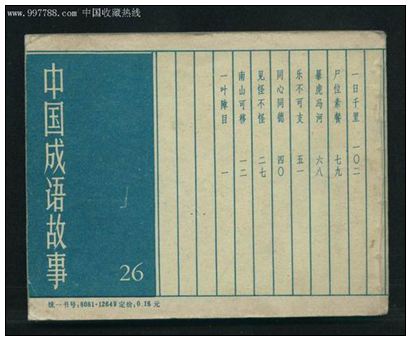 www.997788.com 中国收藏热线
中国成语故事
26
一日千里 一〇二
尸位素餐 七九
暴虎冯河 六八
乐不可支 五一
同心同德 四〇
见怪不怪 二七
南山可移 一二
一叶障目 一
统一书号:8081·12649 定价:0.16元